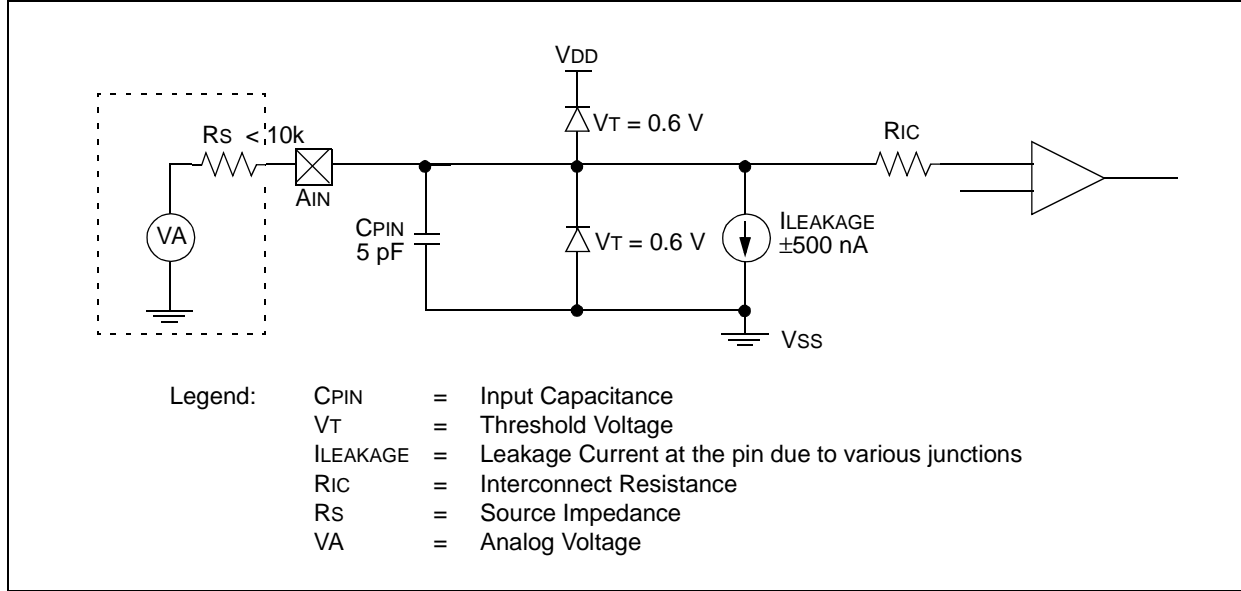 VDD
VT = 0.6 V
RS < 10k
RIC
AIN
CPIN
5 pF
VA
VT = 0.6 V
ILEAKAGE
±500 nA
VSS
Legend: CPIN = Input Capacitance
VT = Threshold Voltage
ILEAKAGE = Leakage Current at the pin due to various junctions
RIC = Interconnect Resistance
RS = Source Impedance
VA = Analog Voltage